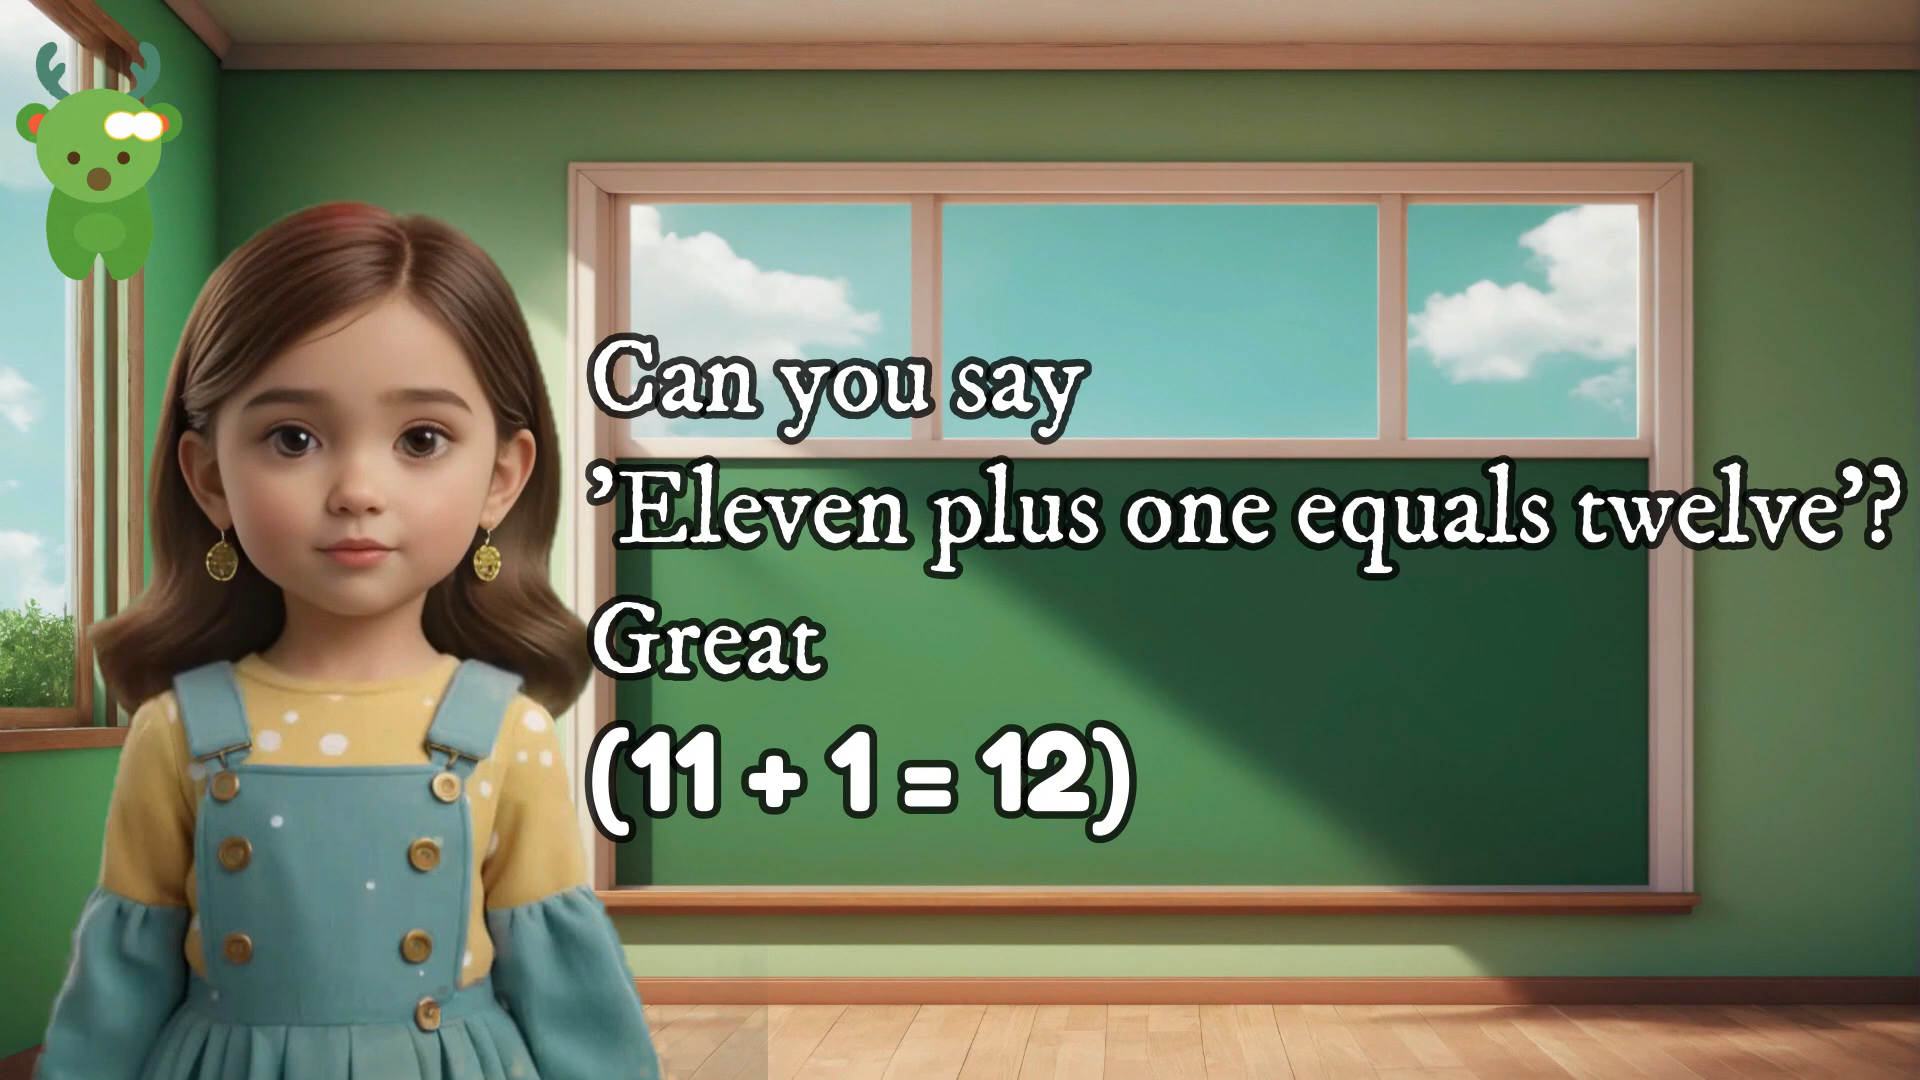 Can you say
’Eleven plus one equals twelve’?
Great
(11 + 1 = 12)